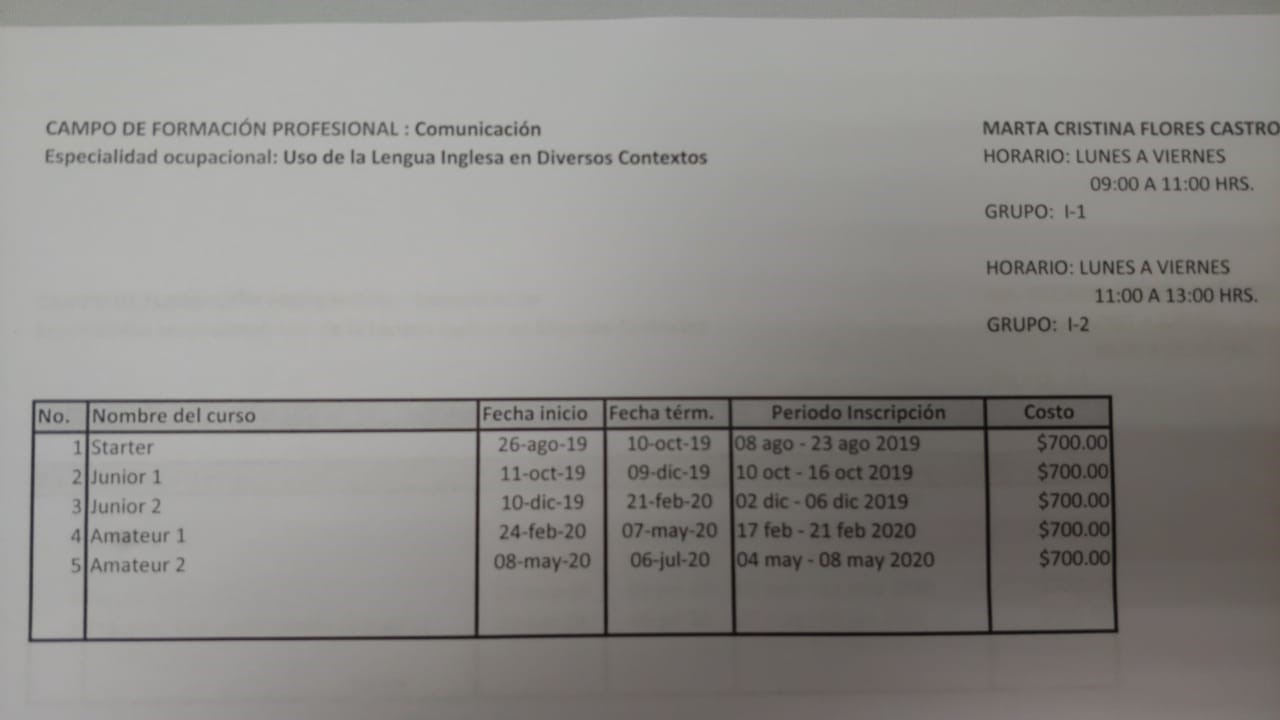 CAMPO DE FORMACIÓN PROFESIONAL : Comunicación
Especialidad ocupacional: Uso de la Lengua Inglesa en Diversos Contextos
MARTA CRISTINA FLORES CASTRO
HORARIO: LUNES A VIERNES
09:00 A 11:00 HRS.
GRUPO: I-1
HORARIO: LUNES A VIERNES
11:00 A 13:00 HRS.
GRUPO: I-2
No. Nombre del curso Fecha inicio Fecha térm. Periodo Inscripción Costo
1 Starter 26-ago-19 10-oct-19 08 ago - 23 ago 2019 $700.00
2 Junior 1 11-oct-19 09-dic-19 10 oct - 16 oct 2019 $700.00
3 Junior 2 10-dic-19 21-feb-20 02 dic - 06 dic 2019 $700.00
4 Amateur 1 24-feb-20 07-may-20 17 feb - 21 feb 2020 $700.00
5 Amateur 2 08-may-20 06-jul-20 04 may - 08 may 2020 $700.00